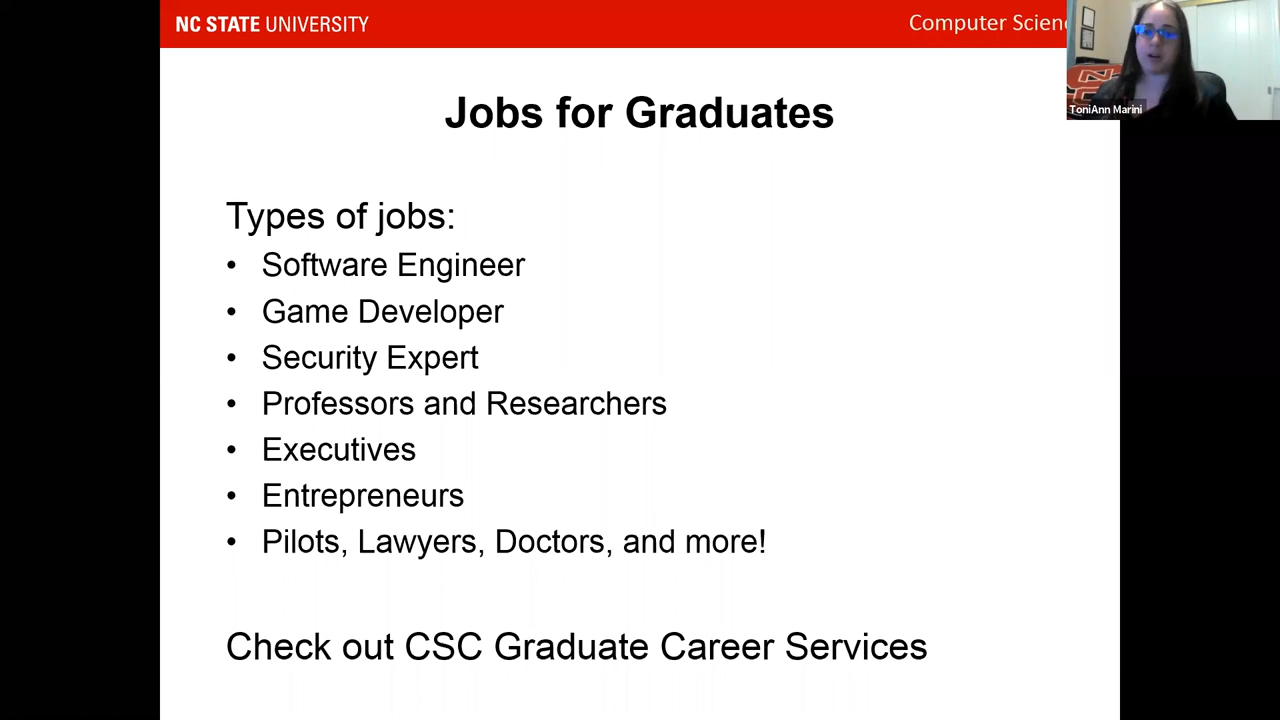 NC STATE UNIVERSITY
Computer Scien
ToniAnn Marini
Jobs for Graduates
Types of jobs:
• Software Engineer
• Game Developer
• Security Expert
• Professors and Researchers
• Executives
• Entrepreneurs
• Pilots, Lawyers, Doctors, and more!
Check out CSC Graduate Career Services